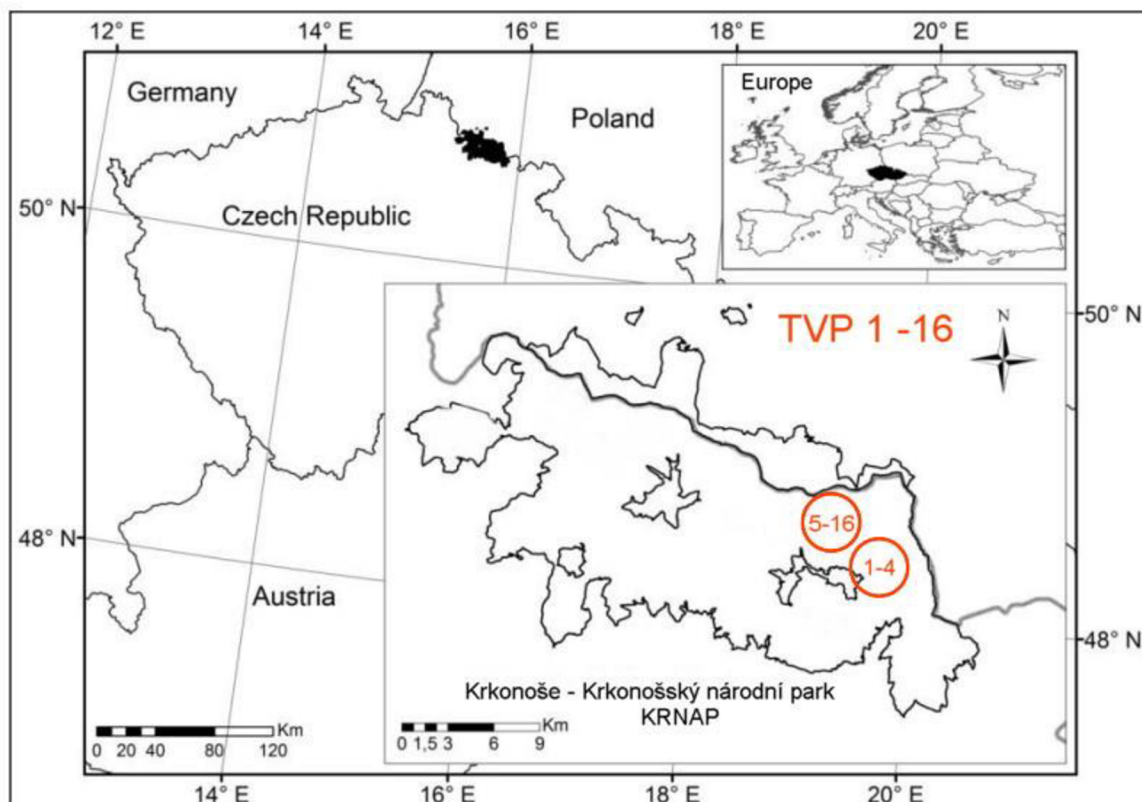 12° E 14° E 16° E 18° E 20° E
Germany
Poland
Europe
50° N
Czech Republic
50° N
TVP 1 -16
N
5-16
1-4
48° N
Austria
48° N
Krkonoše - Krkonošský národní park
KRNAP
Km
0 20 40 80 120
Km
0 1,5 3 6 9
14° E 16° E 18° E 20° E